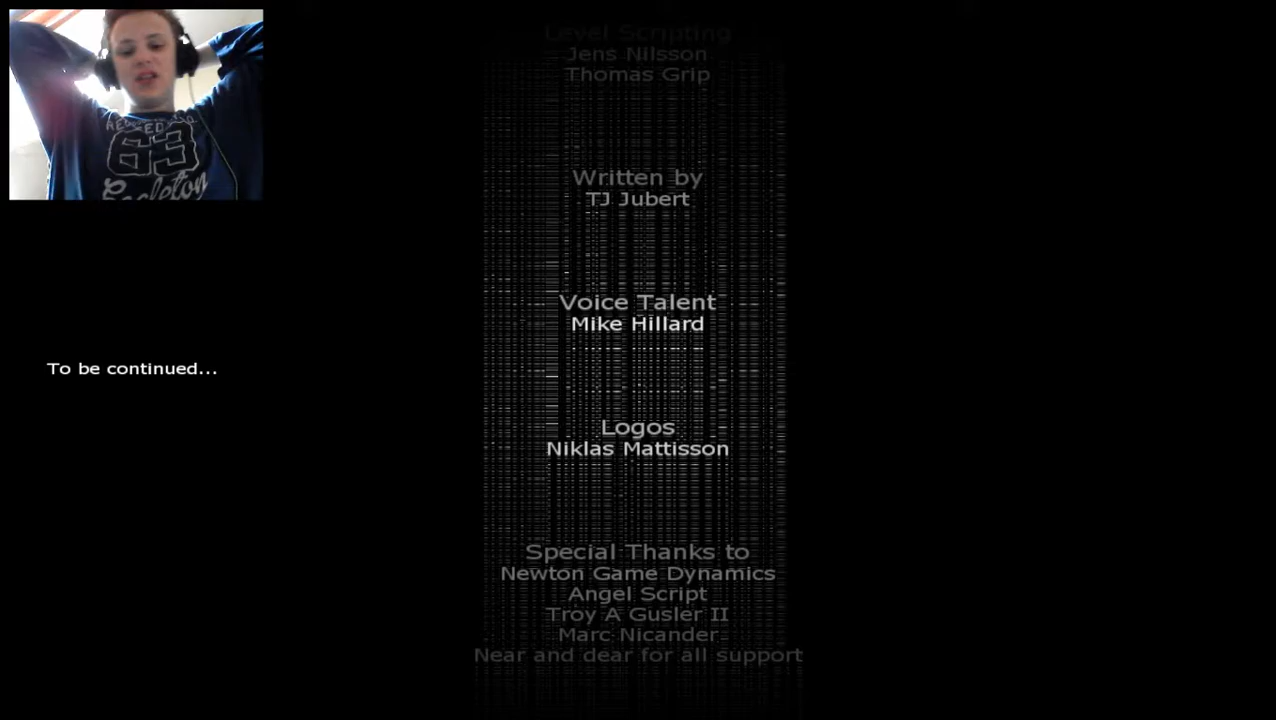 Level Scripting
Jens Nilsson
Thomas Grip
Written by
TJ Jubert
Voice Talent
Mike Hillard
To be continued...
Logos
Niklas Mattisson
Special Thanks to
Newton Game Dynamics
Angel Script
Troy A Gusler II
Marc Nicander
Near and dear for all support
63